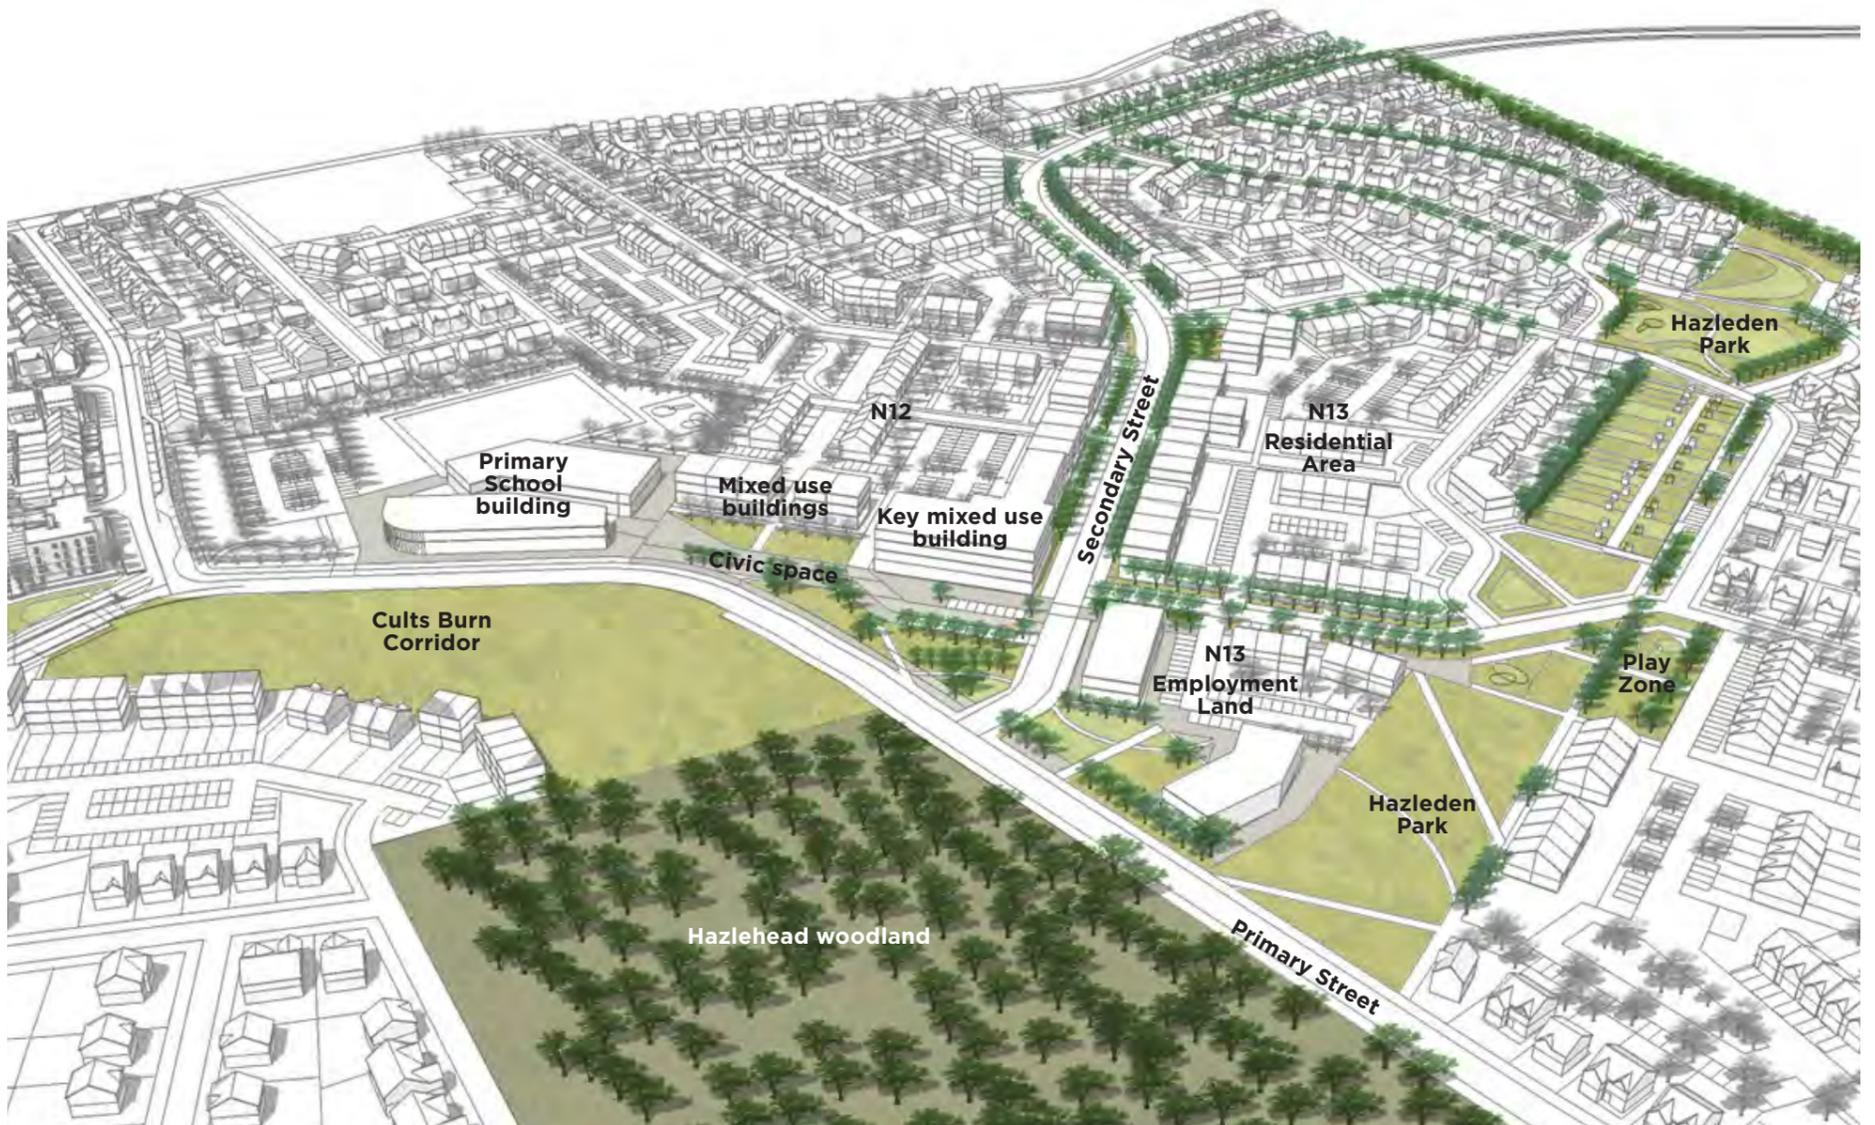 Hazleden
Park
N12
N13
Residential
Area
Secondary Street
Primary
School
building
Mixed use
buildings
Key mixed use
building
Civic space
Cults Burn
Corridor
N13
Employment
Land
Play
Zone
Hazleden
Park
Hazlehead woodland
Primary Street